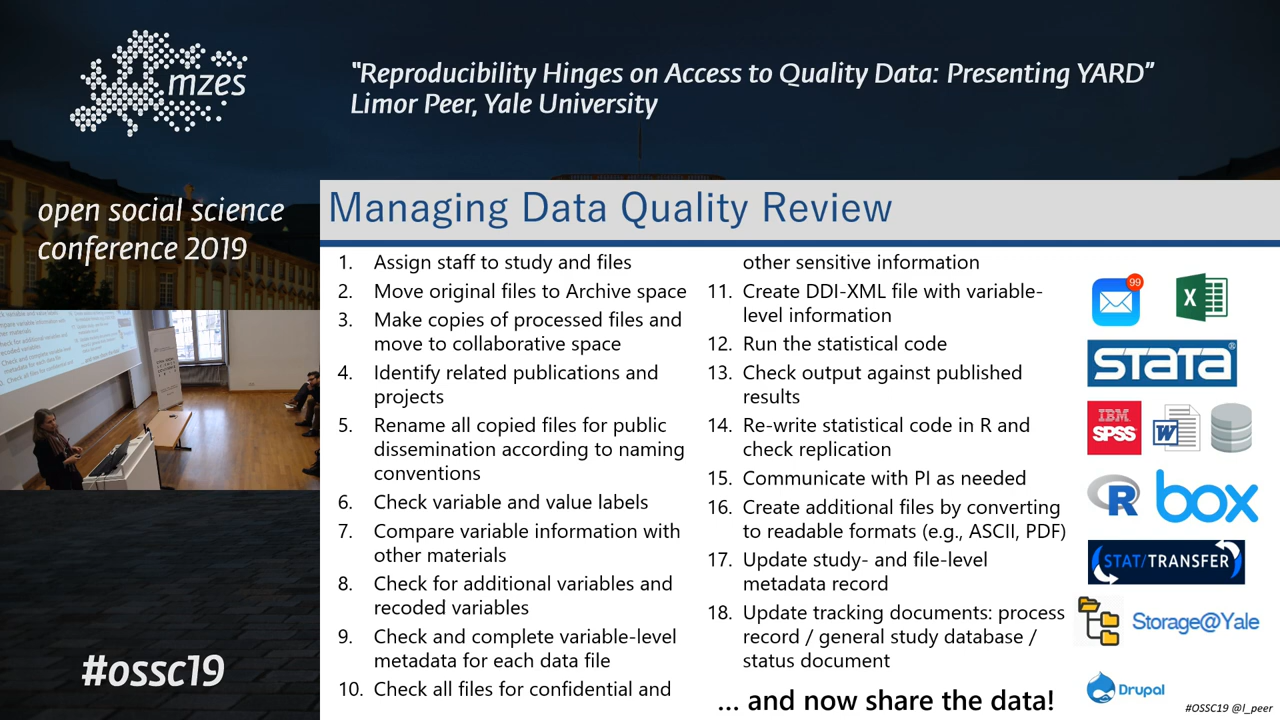 mzes
"Reproducibility Hinges on Access to Quality Data: Presenting YARD"
Limor Peer, Yale University
open social science
conference 2019
#ossc19
Managing Data Quality Review
1. Assign staff to study and files
2. Move original files to Archive space
3. Make copies of processed files and
move to collaborative space
4. Identify related publications and
projects
5. Rename all copied files for public
dissemination according to naming
conventions
6. Check variable and value labels
7. Compare variable information with
other materials
8. Check for additional variables and
recoded variables
9. Check and complete variable-level
metadata for each data file
10. Check all files for confidential and
other sensitive information
11. Create DDI-XML file with variable-
level information
12. Run the statistical code
13. Check output against published
results
14. Re-write statistical code in R and
check replication
15. Communicate with PI as needed
16. Create additional files by converting
to readable formats (e.g., ASCII, PDF)
17. Update study- and file-level
metadata record
18. Update tracking documents: process
record / general study database /
status document
... and now share the data!
99
X
STATA®
IBM
SPSS
W
R
box
STAT/TRANSFER
Storage@Yale
Drupal
#OSSC19 @l_peer